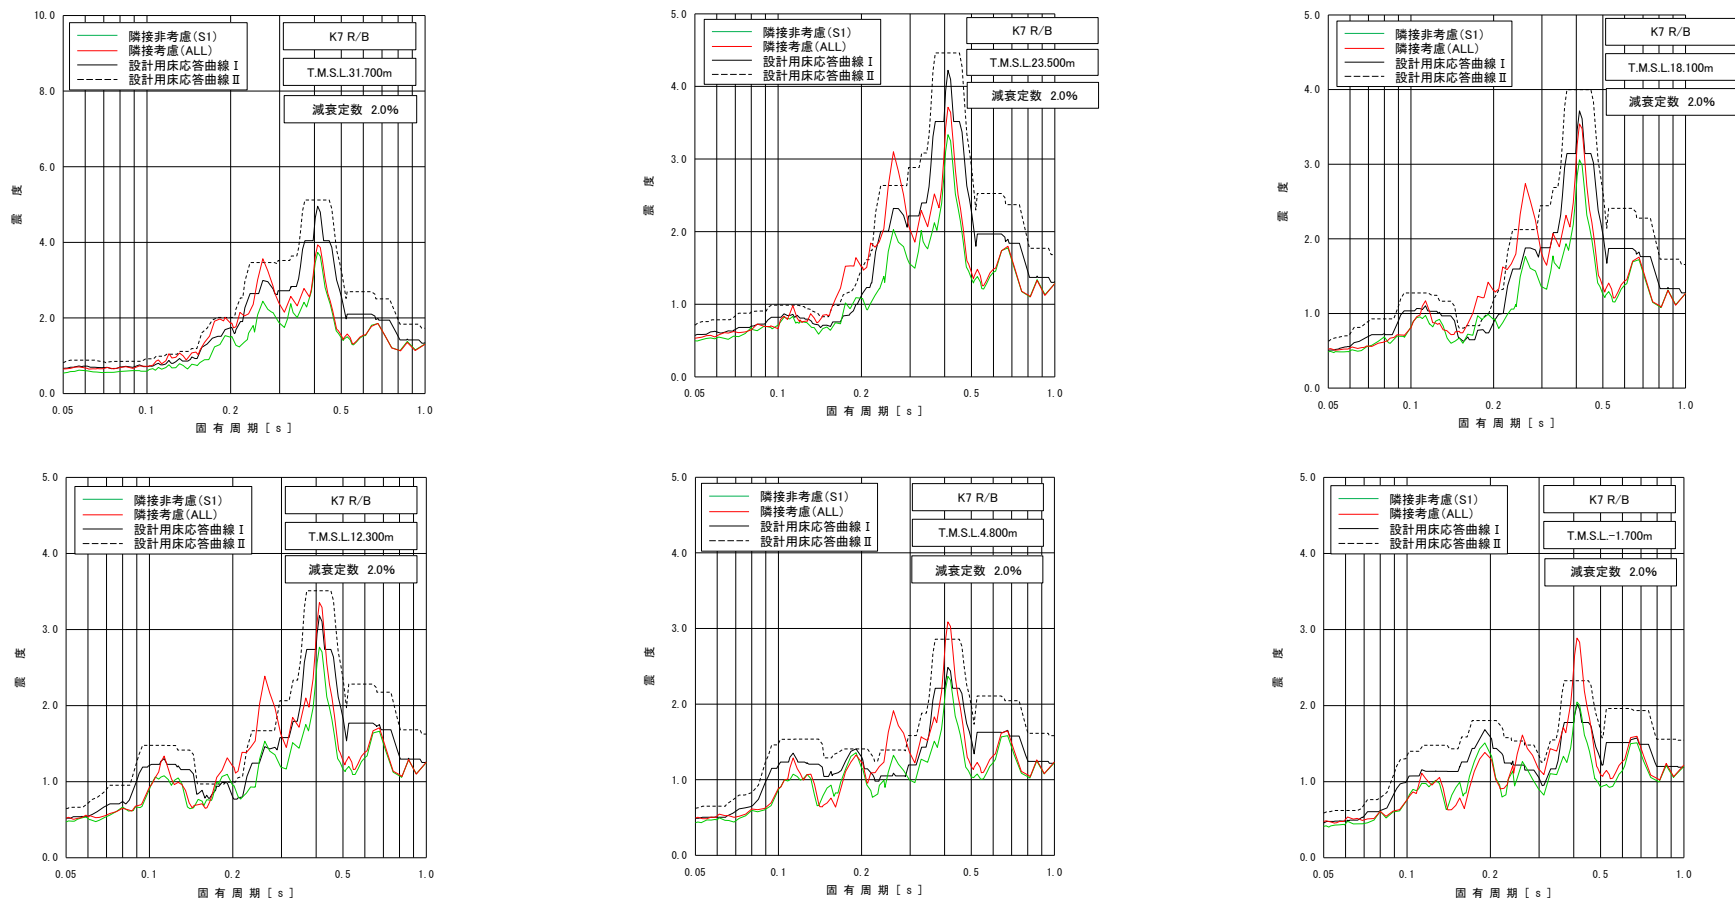 10.0
8.0
6.0
4.0
2.0
0.0
震 度
隣接非考慮(S1)
隣接考慮(ALL)
設計用床応答曲線Ⅰ
設計用床応答曲線Ⅱ
K7 R/B
T.M.S.L.31.700m
減衰定数 2.0%
0.05 0.1 0.2 0.5 1.0
固有周期[s]
5.0
4.0
3.0
2.0
1.0
0.0
震 度
隣接非考慮(S1)
隣接考慮(ALL)
設計用床応答曲線Ⅰ
設計用床応答曲線Ⅱ
K7 R/B
T.M.S.L.23.500m
減衰定数 2.0%
0.05 0.1 0.2 0.5 1.0
固有周期[s]
5.0
4.0
3.0
2.0
1.0
0.0
震 度
隣接非考慮(S1)
隣接考慮(ALL)
設計用床応答曲線Ⅰ
設計用床応答曲線Ⅱ
K7 R/B
T.M.S.L.18.100m
減衰定数 2.0%
0.05 0.1 0.2 0.5 1.0
固有周期[s]
5.0
4.0
3.0
2.0
1.0
0.0
震 度
隣接非考慮(S1)
隣接考慮(ALL)
設計用床応答曲線Ⅰ
設計用床応答曲線Ⅱ
K7 R/B
T.M.S.L.12.300m
減衰定数 2.0%
0.05 0.1 0.2 0.5 1.0
固有周期[s]
5.0
4.0
3.0
2.0
1.0
0.0
震 度
隣接非考慮(S1)
隣接考慮(ALL)
設計用床応答曲線Ⅰ
設計用床応答曲線Ⅱ
K7 R/B
T.M.S.L.4.800m
減衰定数 2.0%
0.05 0.1 0.2 0.5 1.0
固有周期[s]
5.0
4.0
3.0
2.0
1.0
0.0
震 度
隣接非考慮(S1)
隣接考慮(ALL)
設計用床応答曲線Ⅰ
設計用床応答曲線Ⅱ
K7 R/B
T.M.S.L.-1.700m
減衰定数 2.0%
0.05 0.1 0.2 0.5 1.0
固有周期[s]